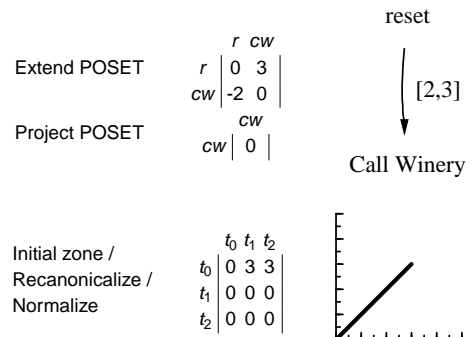 reset
r cw
Extend POSET r 0 3
cw -2 0
[2,3]
Project POSET cw
cw 0
Call Winery
t0 t1 t2
Initial zone / t0 0 3 3
Recanonicalize / t1 0 0 0
Normalize t2 0 0 0